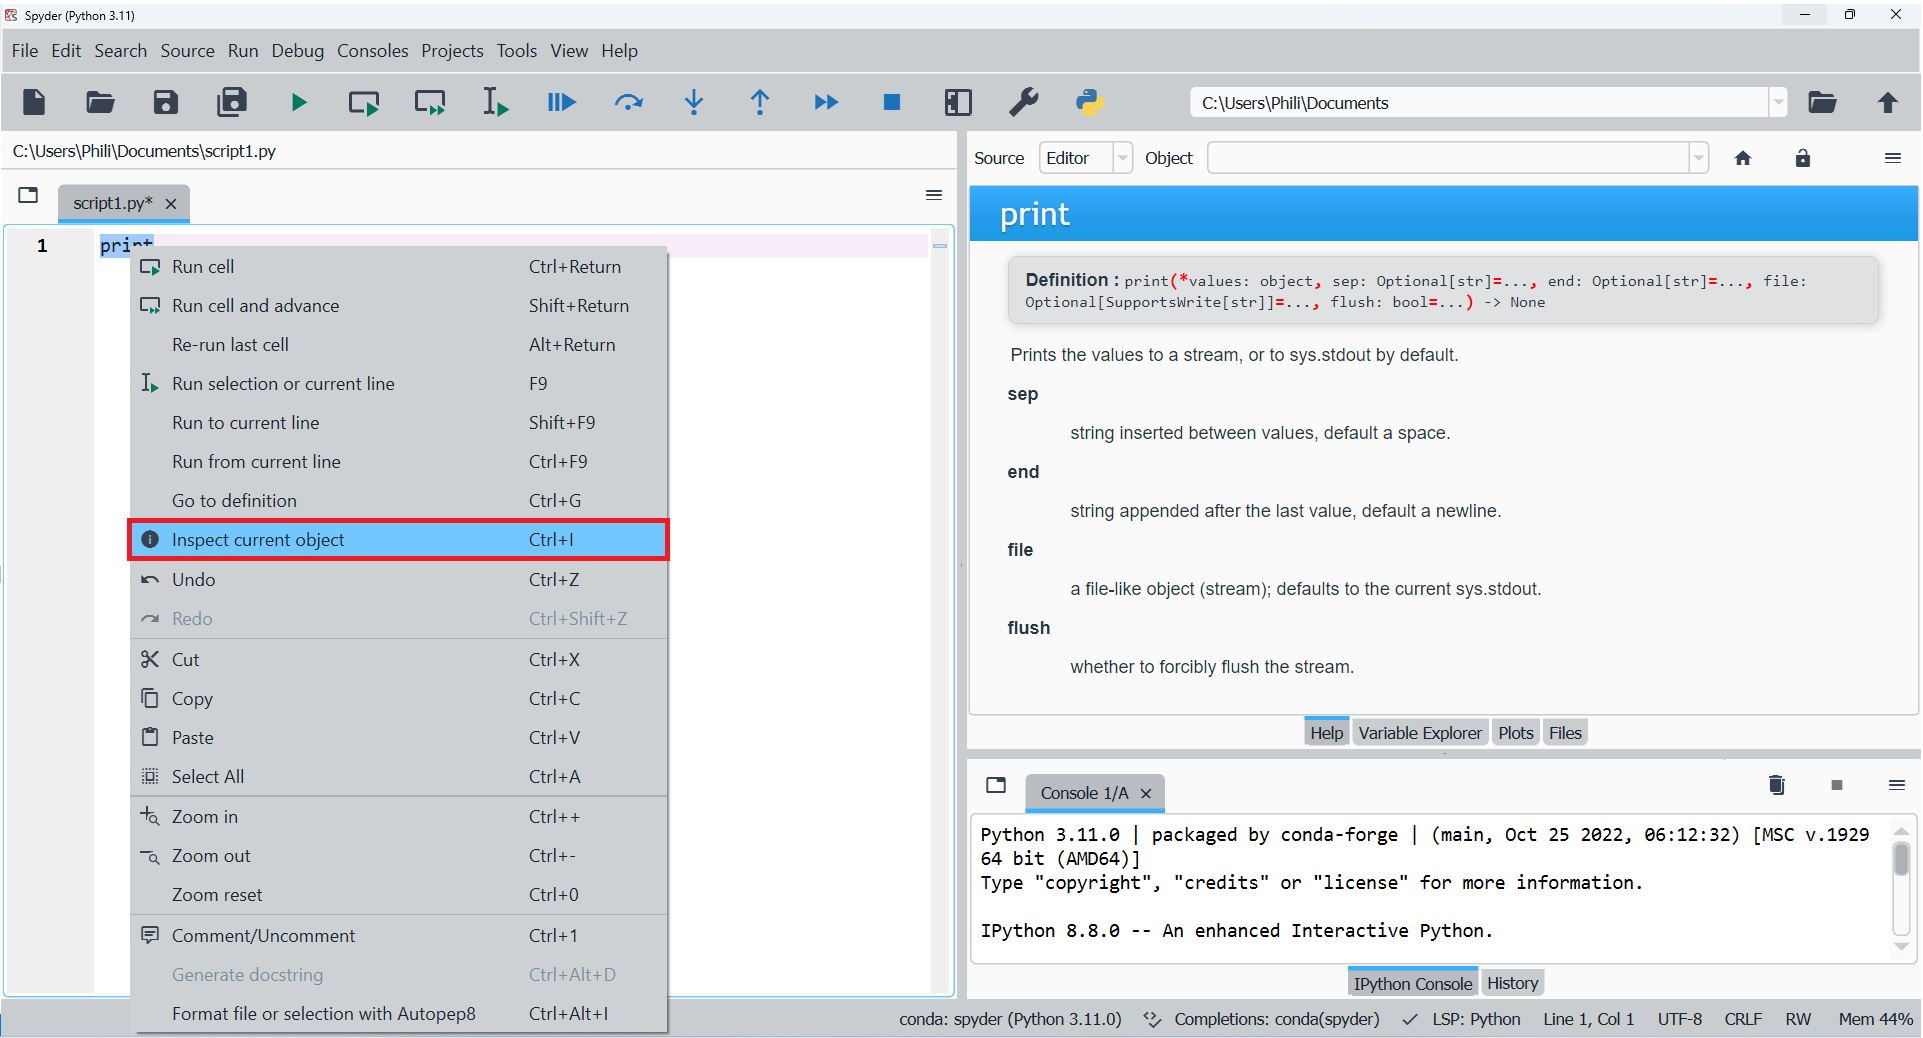 Spyder (Python 3.11)
File Edit Search Source Run Debug Consoles Projects Tools View Help
C:\Users\Phili\Documents
C:\Users\Phili\Documents\script1.py
script1.py*
1 print
Run cell Ctrl+Return
Run cell and advance Shift+Return
Re-run last cell Alt+Return
Run selection or current line F9
Run to current line Shift+F9
Run from current line Ctrl+F9
Go to definition Ctrl+G
Inspect current object Ctrl+I
Undo Ctrl+Z
Redo Ctrl+Shift+Z
Cut Ctrl+X
Copy Ctrl+C
Paste Ctrl+V
Select All Ctrl+A
Zoom in Ctrl++
Zoom out Ctrl+-
Zoom reset Ctrl+0
Comment/Uncomment Ctrl+1
Generate docstring Ctrl+Alt+D
Format file or selection with Autopep8 Ctrl+Alt+I
Source Editor Object
print
Definition : print(*values: object, sep: Optional[str]=..., end: Optional[str]=..., file:
Optional[SupportsWrite[str]]=..., flush: bool=...) -> None
Prints the values to a stream, or to sys.stdout by default.
sep
string inserted between values, default a space.
end
string appended after the last value, default a newline.
file
a file-like object (stream); defaults to the current sys.stdout.
flush
whether to forcibly flush the stream.
Help Variable Explorer Plots Files
Console 1/A
Python 3.11.0 | packaged by conda-forge | (main, Oct 25 2022, 06:12:32) [MSC v.1929
64 bit (AMD64)]
Type "copyright", "credits" or "license" for more information.
IPython 8.8.0 -- An enhanced Interactive Python.
IPython Console History
conda: spyder (Python 3.11.0) Completions: conda(spyder) LSP: Python Line 1, Col 1 UTF-8 CRLF RW Mem 44%